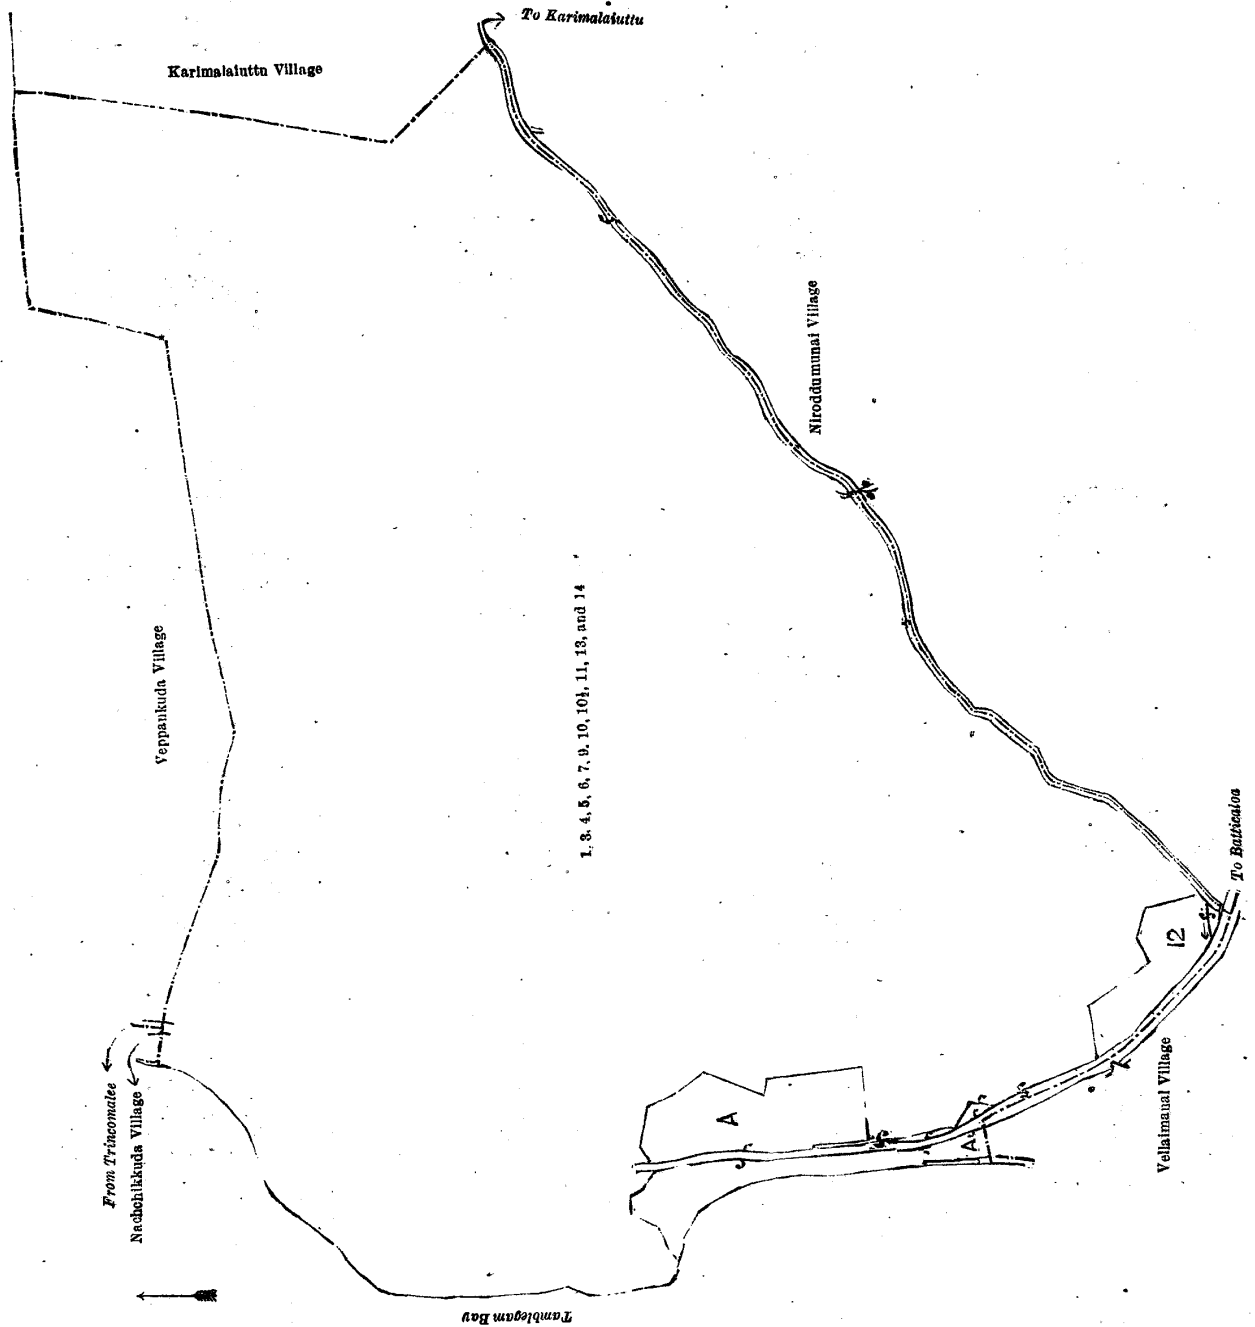 To Karimalaiuttu
Karimalaiuttu Village
Niroddumunai Village
Veppankuda Village
1, 3, 4, 5, 6, 7, 9, 10, 10½, 11, 13, and 14
To Batticaloa
12
From Trincomalee
Nachchikkuda Village
A
A
Vellaimanal Village
Tamblegam Bay